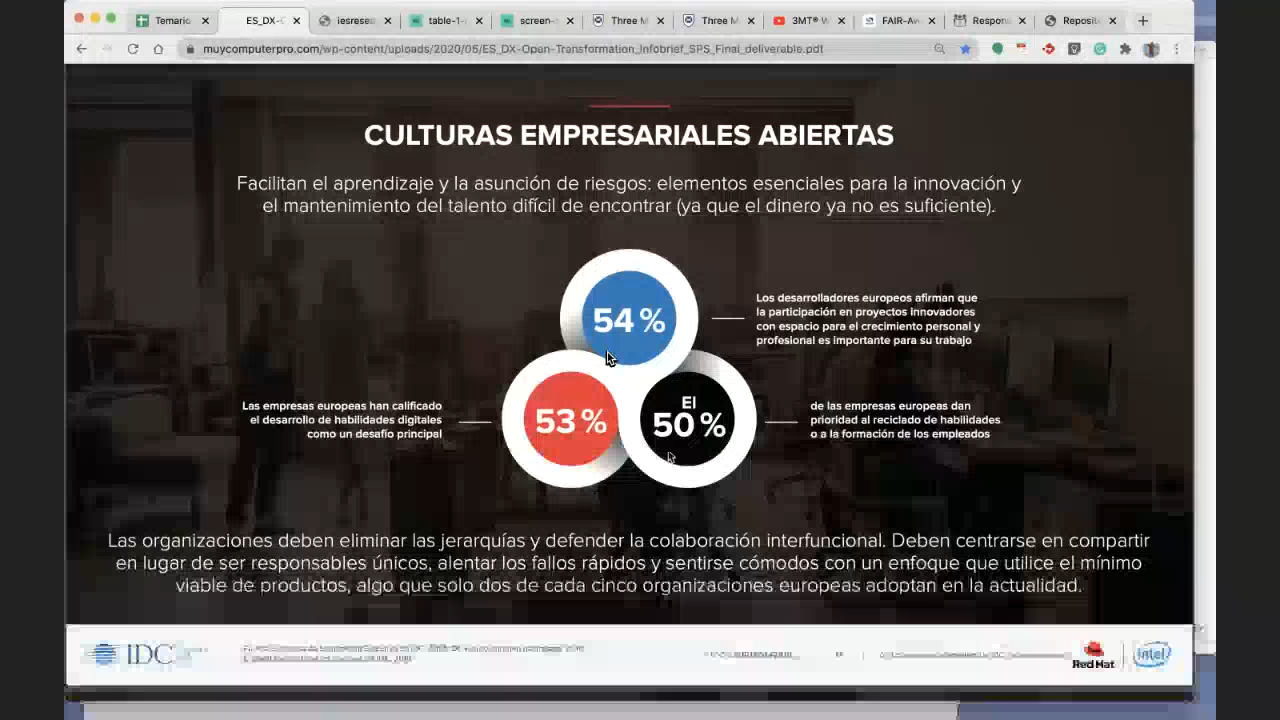 Temario
ES_DX-C
iesresea
table-1-
screen-s
Three M
Three M
3MT® W
FAIR-Aw
Respons
Reposit
muycomputerpro.com/wp-content/uploads/2020/06/ES_DX-Open-Transformation_Infobrief_SPS_Final_deliverable.pdf
CULTURAS EMPRESARIALES ABIERTAS
Facilitan el aprendizaje y la asunción de riesgos: elementos esenciales para la innovación y
el mantenimiento del talento difícil de encontrar (ya que el dinero ya no es suficiente).
54 %
Los desarrolladores europeos afirman que
la participación en proyectos innovadores
con espacio para el crecimiento personal y
profesional es importante para su trabajo
Las empresas europeas han calificado
el desarrollo de habilidades digitales
como un desafío principal
53 %
El
50 %
de las empresas europeas dan
prioridad al reciclado de habilidades
o a la formación de los empleados
Las organizaciones deben eliminar las jerarquías y defender la colaboración interfuncional. Deben centrarse en compartir
en lugar de ser responsables únicos, alentar los fallos rápidos y sentirse cómodos con un enfoque que utilice el mínimo
viable de productos, algo que solo dos de cada cinco organizaciones europeas adoptan en la actualidad.
IDC
Red Hat
intel